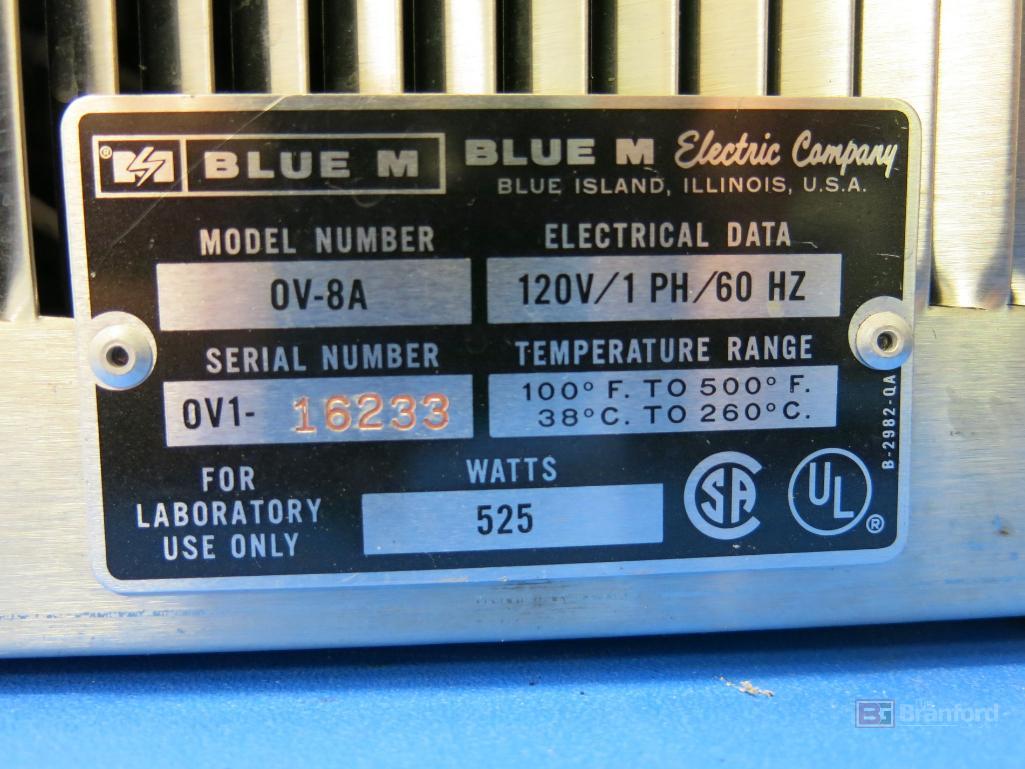 ® BLUE M BLUE M Electric Company
BLUE ISLAND, ILLINOIS, U.S.A.
MODEL NUMBER
OV-8A
ELECTRICAL DATA
120V/1 PH/60 HZ
SERIAL NUMBER
OV1- 16233
TEMPERATURE RANGE
100° F. TO 500° F.
38° C. TO 260° C.
FOR
LABORATORY
USE ONLY
WATTS
525
SA
UL
®
B-2982-QA
BG
Branford